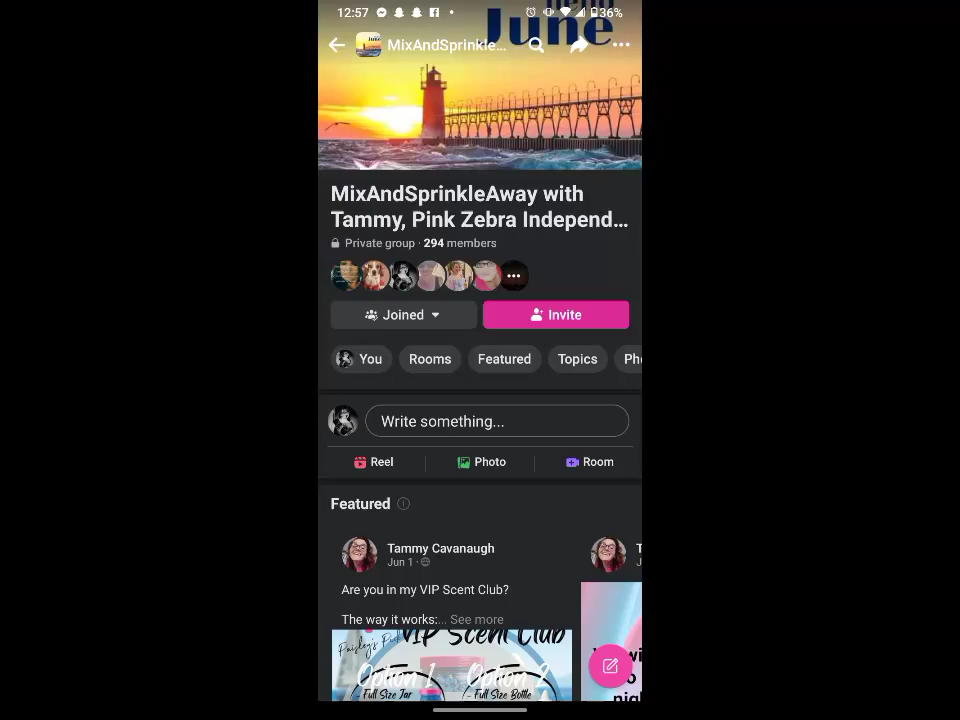 12:57
36%
June
MixAndSprinkle...
MixAndSprinkleAway with
Tammy, Pink Zebra Independ...
Private group · 294 members
Joined
Invite
You
Rooms
Featured
Topics
Ph
Write something...
Reel
Photo
Room
Featured
Tammy Cavanaugh
Jun 1
Are you in my VIP Scent Club?
The way it works:... See more
VIP Scent Club
Option 1
Option 2
- Full Size Jar
- Full Size Bottle